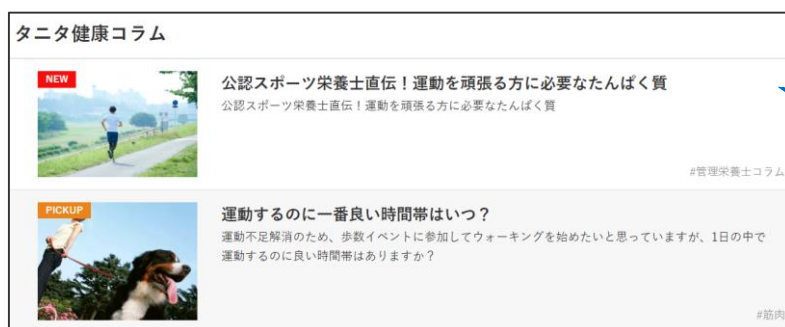 タニタ健康コラム
NEW
公認スポーツ栄養士直伝！運動を頑張る方に必要なたんぱく質
公認スポーツ栄養士直伝！運動を頑張る方に必要なたんぱく質
#管理栄養士コラム
PICKUP
運動するのに一番良い時間帯はいつ？
運動不足解消のため、歩数イベントに参加してウォーキングを始めたいと思っていますが、1日の中で
運動するのに良い時間帯はありますか？
#筋肉